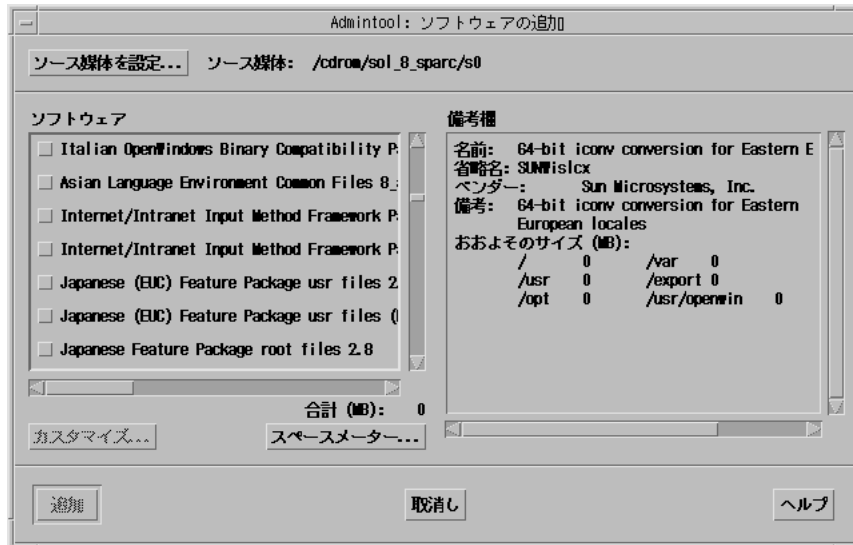 Admintool: ソフトウェアの追加
ソース媒体を設定... ソース媒体: /cdrom/sol_8_sparc/s0
ソフトウェア
Italian OpenWindows Binary Compatibility P
Asian Language Environment Common Files 8_
Internet/Intranet Input Method Framework P
Internet/Intranet Input Method Framework P
Japanese (EUC) Feature Package usr files 2
Japanese (EUC) Feature Package usr files (
Japanese Feature Package root files 2.8
合計 (MB): 0
カスタマイズ... スペースメーター...
備考欄
名前: 64-bit iconv conversion for Eastern E
省略名: SUNWislcx
ベンダー: Sun Microsystems, Inc.
備考: 64-bit iconv conversion for Eastern
European locales
おおよそのサイズ (MB):
/ 0 /var 0
/usr 0 /export 0
/opt 0 /usr/openwin 0
追加 取消し ヘルプ